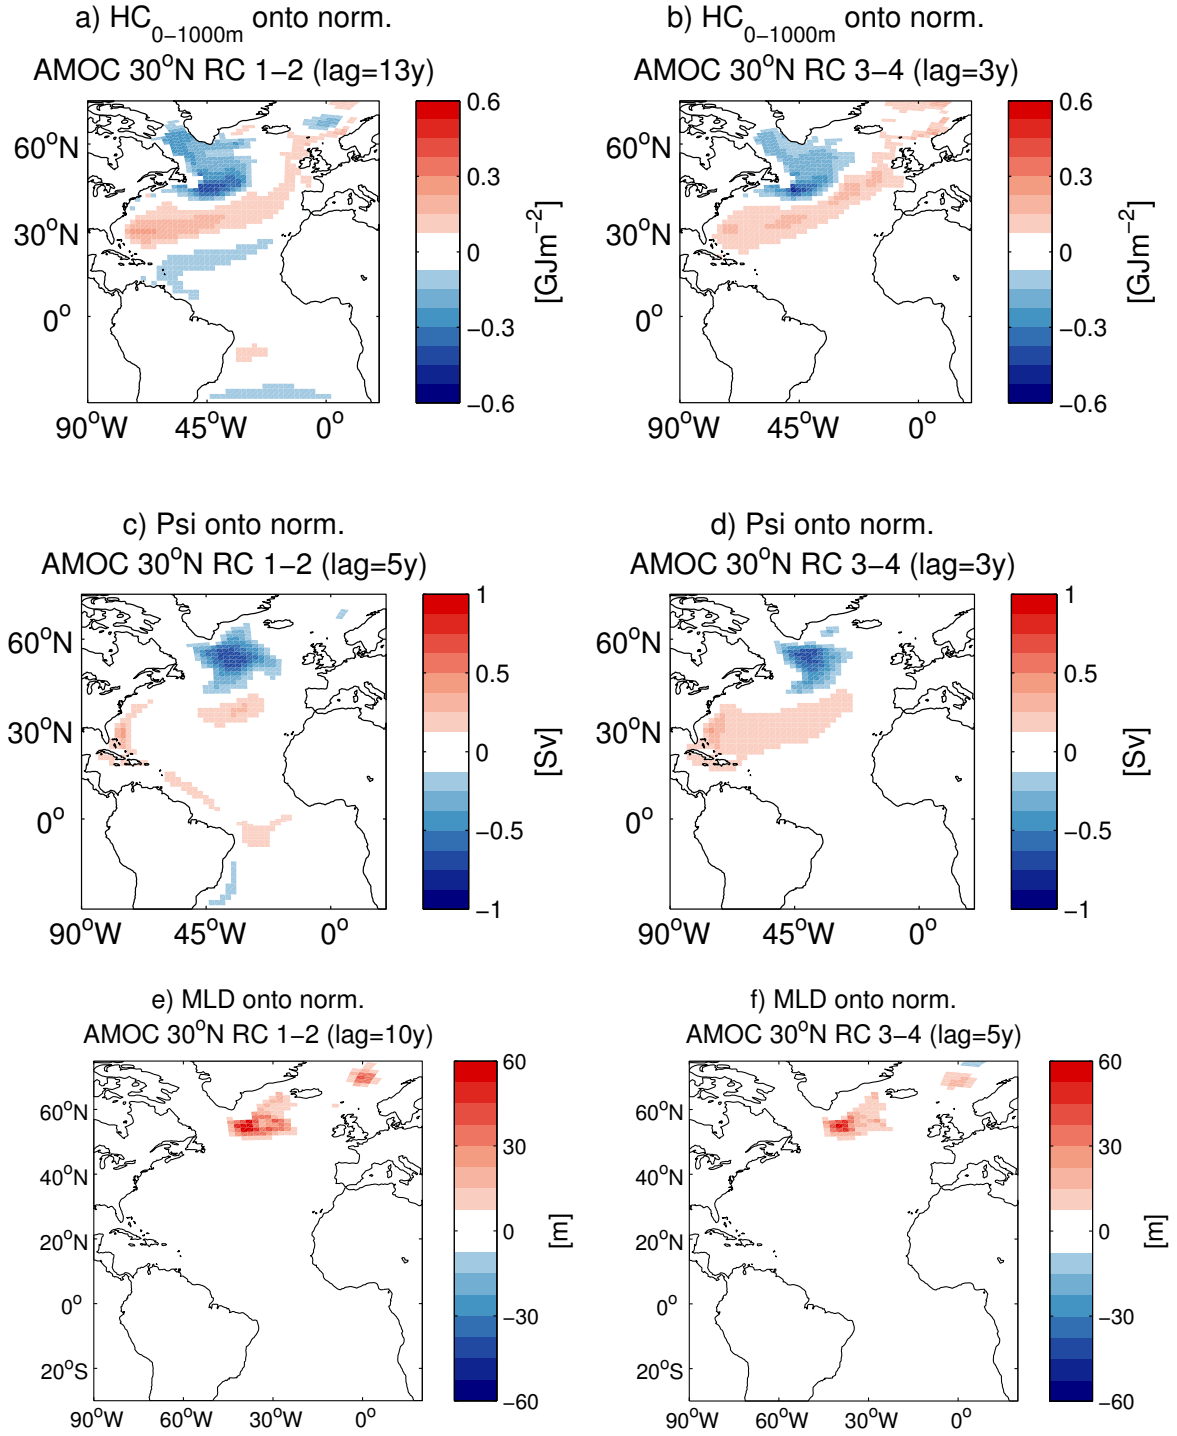 a) HC0−1000m onto norm.
AMOC 30°N RC 1−2 (lag=13y)
60°N
30°N
0°
90°W 45°W 0°
0.6
0.3
0
−0.3
−0.6
[GJm−2]
b) HC0−1000m onto norm.
AMOC 30°N RC 3−4 (lag=3y)
60°N
30°N
0°
90°W 45°W 0°
0.6
0.3
0
−0.3
−0.6
[GJm−2]
c) Psi onto norm.
AMOC 30°N RC 1−2 (lag=5y)
60°N
30°N
0°
90°W 45°W 0°
1
0.5
0
−0.5
−1
[Sv]
d) Psi onto norm.
AMOC 30°N RC 3−4 (lag=3y)
60°N
30°N
0°
90°W 45°W 0°
1
0.5
0
−0.5
−1
[Sv]
e) MLD onto norm.
AMOC 30°N RC 1−2 (lag=10y)
60°N
40°N
20°N
0°
20°S
90°W 60°W 30°W 0°
60
30
0
−30
−60
[m]
f) MLD onto norm.
AMOC 30°N RC 3−4 (lag=5y)
60°N
40°N
20°N
0°
20°S
90°W 60°W 30°W 0°
60
30
0
−30
−60
[m]